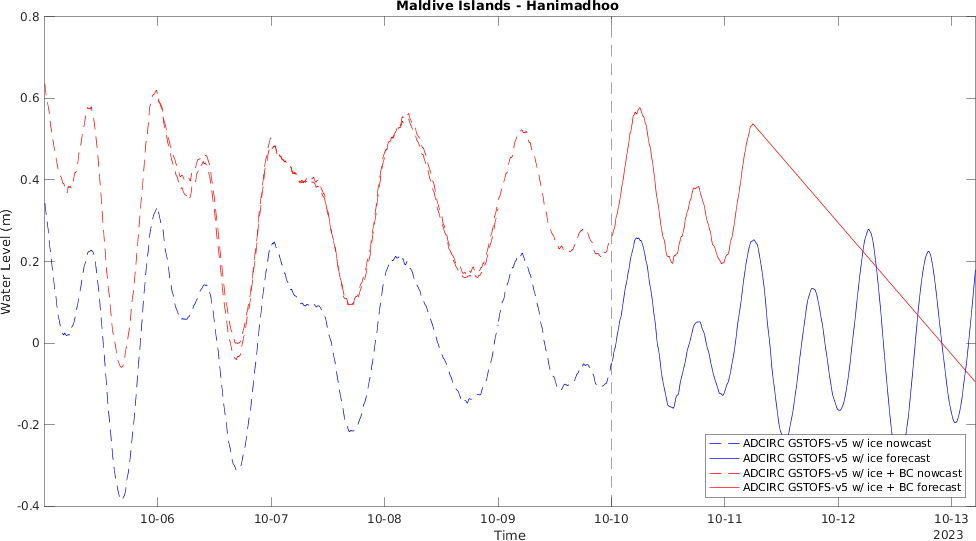 Maldive Islands - Hanimadhoo
0.8
0.6
0.4
0.2
0
-0.2
-0.4
Water Level (m)
10-06
10-07
10-08
10-09
10-10
10-11
10-12
10-13
Time
2023
ADCIRC GSTOFS-v5 w/ ice nowcast
ADCIRC GSTOFS-v5 w/ ice forecast
ADCIRC GSTOFS-v5 w/ ice + BC nowcast
ADCIRC GSTOFS-v5 w/ ice + BC forecast